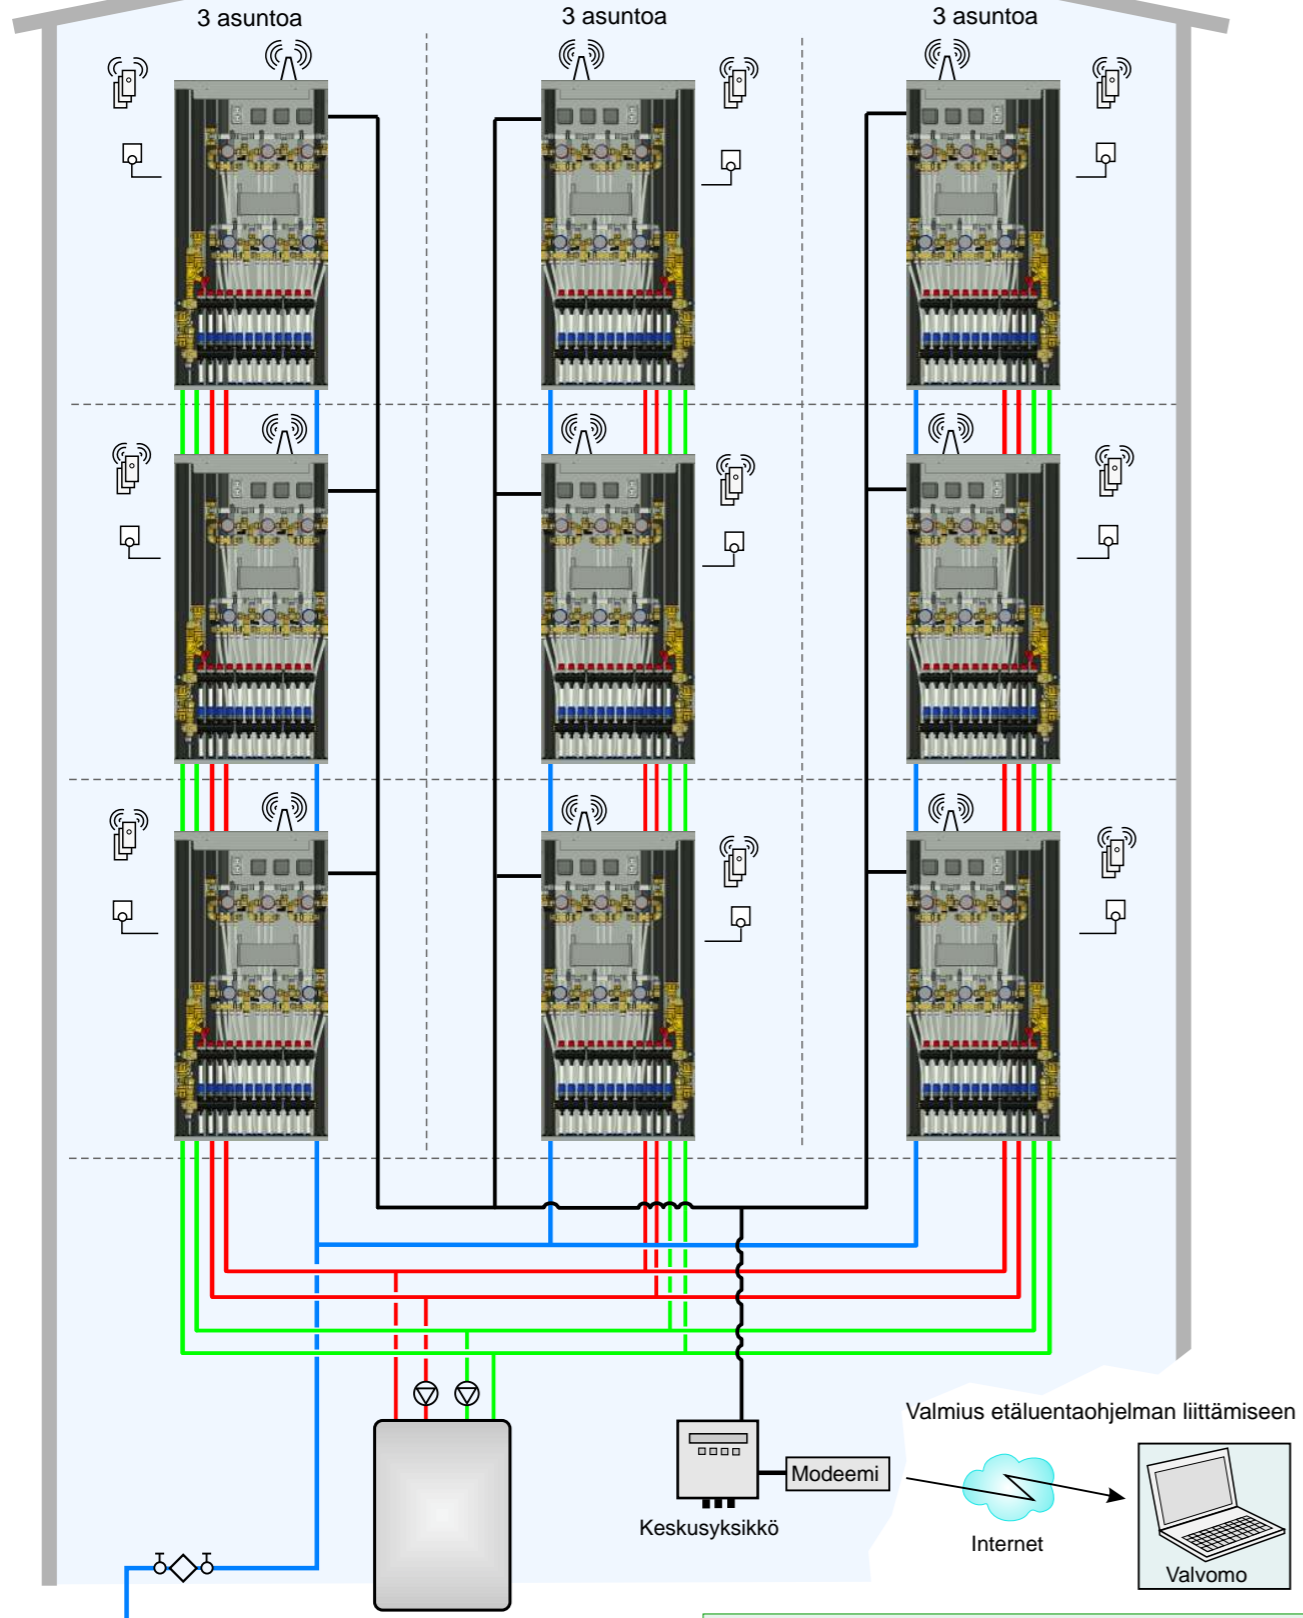 3 asuntoa
3 asuntoa
3 asuntoa
Valmius etäluentaohjelman liittämiseen
Modeemi
Keskusyksikkö
Internet
Valvomo